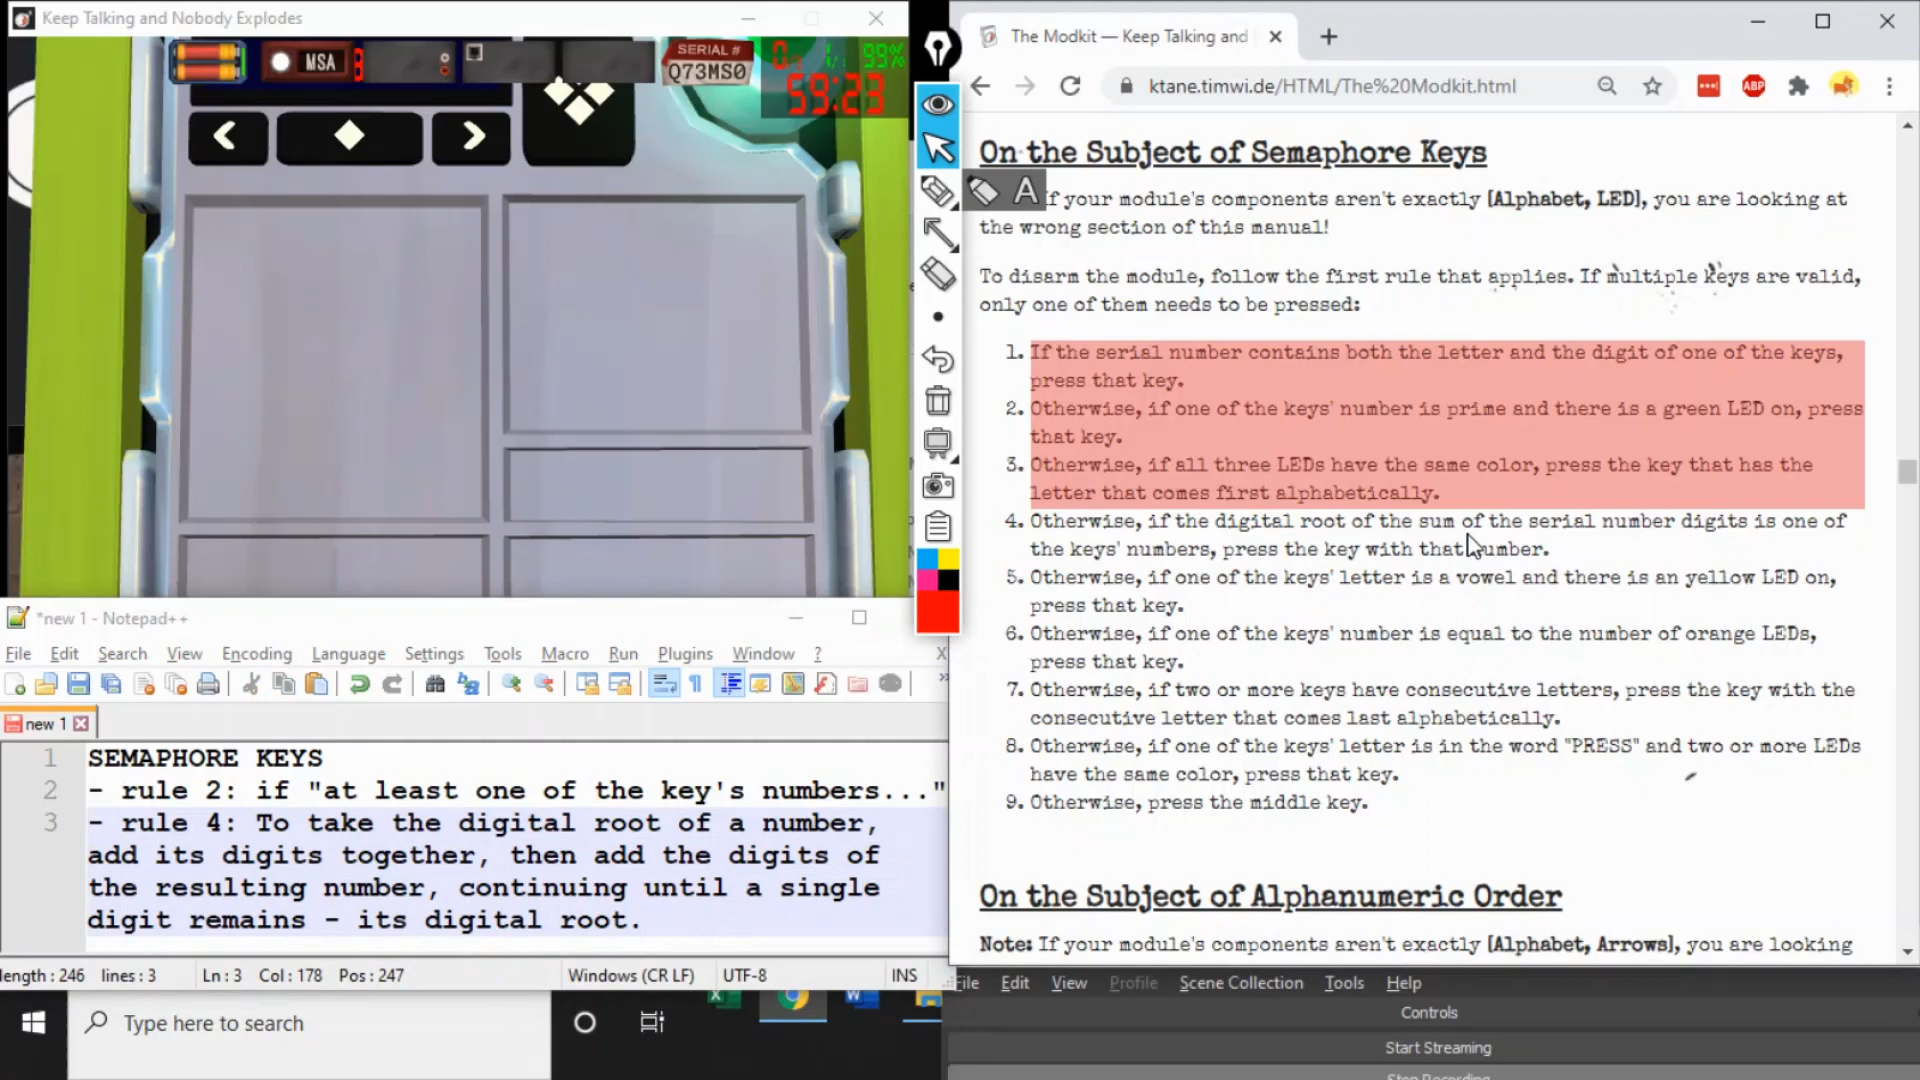 Keep Talking and Nobody Explodes
MSA
SERIAL #
Q73MS0
99%
59:23
The Modkit — Keep Talking and
ktane.timwi.de/HTML/The%20Modkit.html
ABP
A
On the Subject of Semaphore Keys
If your module's components aren't exactly [Alphabet, LED], you are looking at
the wrong section of this manual!
To disarm the module, follow the first rule that applies. If multiple keys are valid,
only one of them needs to be pressed:
1. If the serial number contains both the letter and the digit of one of the keys,
press that key.
2. Otherwise, if one of the keys' number is prime and there is a green LED on, press
that key.
3. Otherwise, if all three LEDs have the same color, press the key that has the
letter that comes first alphabetically.
4. Otherwise, if the digital root of the sum of the serial number digits is one of
the keys' numbers, press the key with that number.
5. Otherwise, if one of the keys' letter is a vowel and there is an yellow LED on,
press that key.
6. Otherwise, if one of the keys' number is equal to the number of orange LEDs,
press that key.
7. Otherwise, if two or more keys have consecutive letters, press the key with the
consecutive letter that comes last alphabetically.
8. Otherwise, if one of the keys' letter is in the word "PRESS" and two or more LEDs
have the same color, press that key.
9. Otherwise, press the middle key.
On the Subject of Alphanumeric Order
Note: If your module's components aren't exactly [Alphabet, Arrows], you are looking
*new 1 - Notepad++
File Edit Search View Encoding Language Settings Tools Macro Run Plugins Window ? X
new 1
1 SEMAPHORE KEYS
2 - rule 2: if "at least one of the key's numbers..."
3 - rule 4: To take the digital root of a number,
add its digits together, then add the digits of
the resulting number, continuing until a single
digit remains - its digital root.
length : 246 lines : 3 Ln : 3 Col : 178 Pos : 247 Windows (CR LF) UTF-8 INS
File Edit View Profile Scene Collection Tools Help
Controls
Start Streaming
Stop Recording
Type here to search